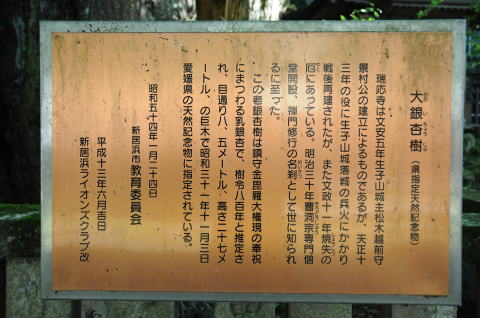 大銀杏樹（県指定天然記念物）
おおいちょうじゅ
瑞応寺は文安五年生子山城主松木越前守
景村公の建立によるものであるが、天正十
三年の役に生子山城落城の兵火にかかり
戦後再建されたが、また文政十一年焼失の
厄にあっている。明治三十年曹洞宗専門僧
堂開設、禅門修行の名刹として世に知られ
るに至った。
この老銀杏樹は鎮守金毘羅大権現の奉祝
にまつわる乳銀杏で、樹令八百年と推定さ
れ、目通り八、五メートル、高さ二十七メ
ートル、の巨木で昭和三十一年十一月三日
愛媛県の天然記念物に指定されている。
昭和五十四年一月二十四日
新居浜市教育委員会
平成十三年六月吉日
新居浜ライオンズクラブ改